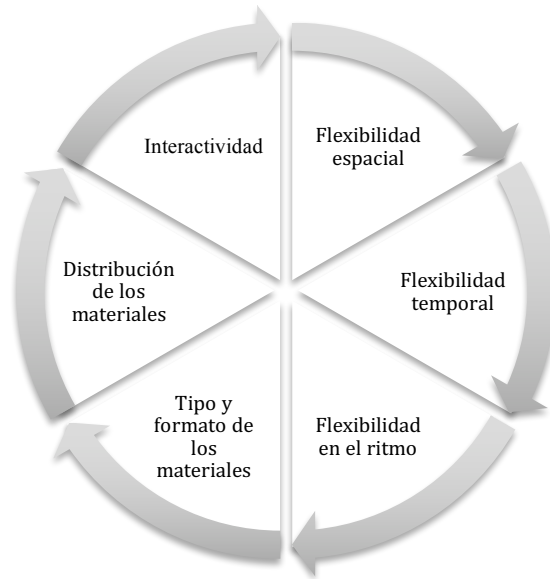 Interactividad
Flexibilidad
espacial
Flexibilidad
temporal
Flexibilidad
en el ritmo
Tipo y
formato de
los
materiales
Distribución
de los
materiales